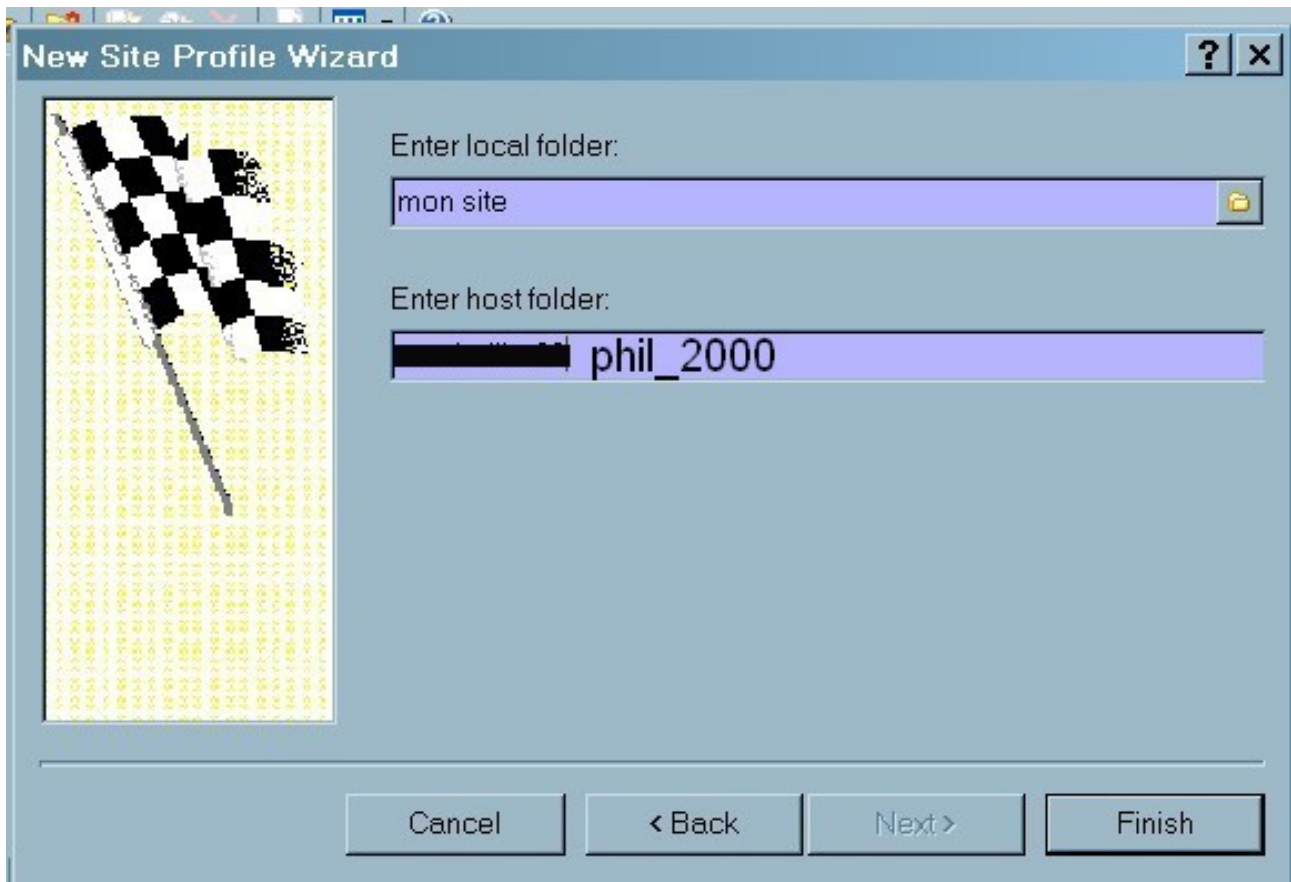 New Site Profile Wizard
Enter local folder:
mon site
Enter host folder:
phil_2000
Cancel
< Back
Next >
Finish